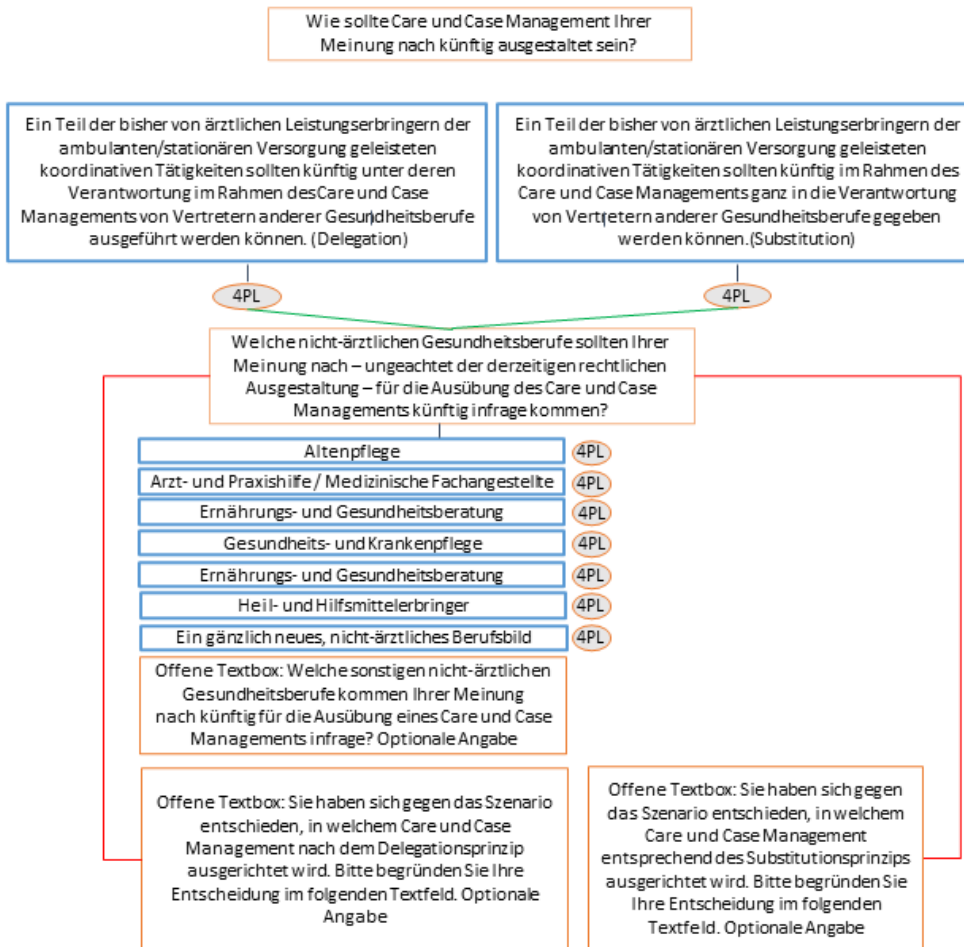 Wie sollte Care und Case Management Ihrer
Meinung nach künftig ausgestaltet sein?
Ein Teil der bisher von ärztlichen Leistungserbringern der
ambulanten/stationären Versorgung geleisteten
koordinativen Tätigkeiten sollten künftig unter deren
Verantwortung im Rahmen des Care und Case
Managements von Vertretern anderer Gesundheitsberufe
ausgeführt werden können. (Delegation)
Ein Teil der bisher von ärztlichen Leistungserbringern der
ambulanten/stationären Versorgung geleisteten
koordinativen Tätigkeiten sollten künftig im Rahmen des
Care und Case Managements ganz in die Verantwortung
von Vertretern anderer Gesundheitsberufe gegeben
werden können.(Substitution)
4PL
4PL
Welche nicht-ärztlichen Gesundheitsberufe sollten Ihrer
Meinung nach – ungeachtet der derzeitigen rechtlichen
Ausgestaltung – für die Ausübung des Care und Case
Managements künftig infrage kommen?
Altenpflege
4PL
Arzt- und Praxishilfe / Medizinische Fachangestellte
4PL
Ernährungs- und Gesundheitsberatung
4PL
Gesundheits- und Krankenpflege
4PL
Ernährungs- und Gesundheitsberatung
4PL
Heil- und Hilfsmittelerbringer
4PL
Ein gänzlich neues, nicht-ärztliches Berufsbild
4PL
Offene Textbox: Welche sonstigen nicht-ärztlichen
Gesundheitsberufe kommen Ihrer Meinung
nach künftig für die Ausübung eines Care und Case
Managements infrage? Optionale Angabe
Offene Textbox: Sie haben sich gegen das Szenario
entschieden, in welchem Care und Case
Management nach dem Delegationsprinzip
ausgerichtet wird. Bitte begründen Sie Ihre
Entscheidung im folgenden Textfeld. Optionale
Angabe
Offene Textbox: Sie haben sich gegen
das Szenario entschieden, in welchem
Care und Case Management
entsprechend des Substitutionsprinzips
ausgerichtet wird. Bitte begründen Sie
Ihre Entscheidung im folgenden
Textfeld. Optionale Angabe